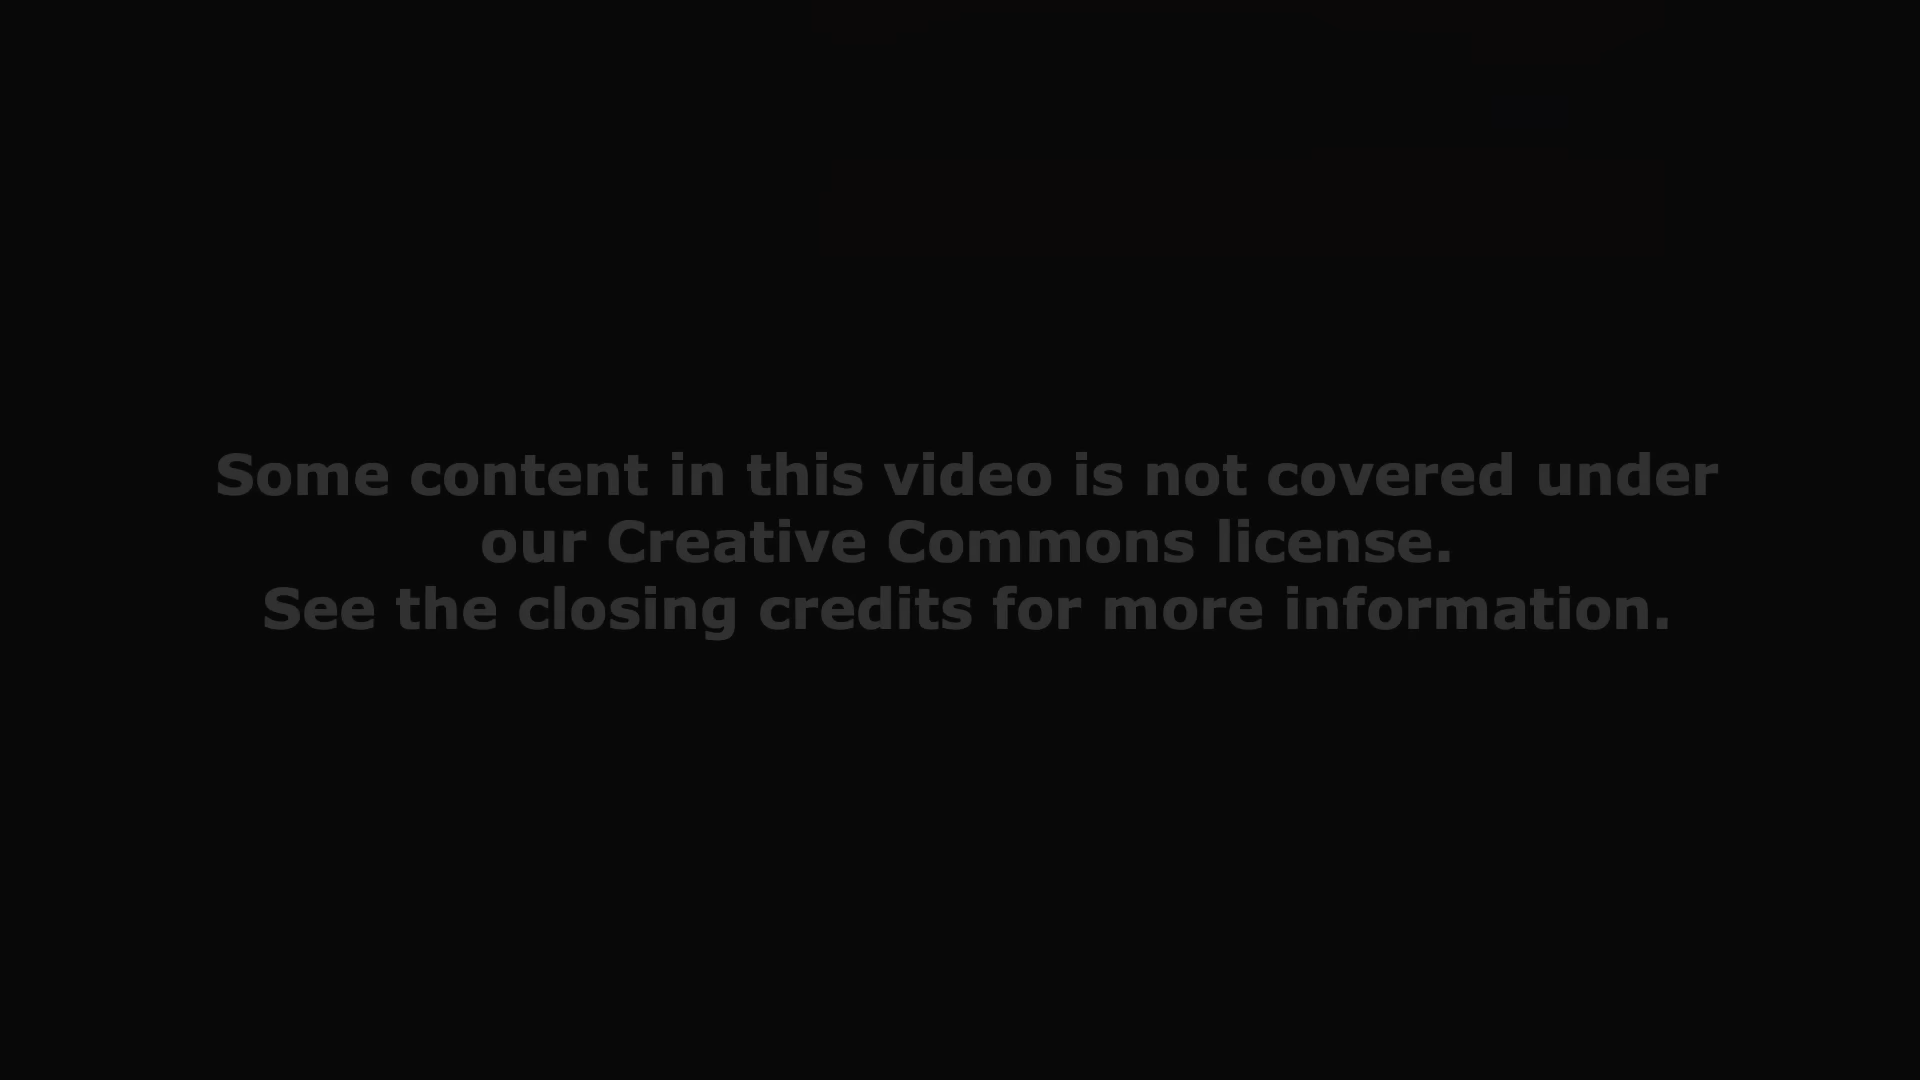 Some content in this video is not covered under
our Creative Commons license.
See the closing credits for more information.